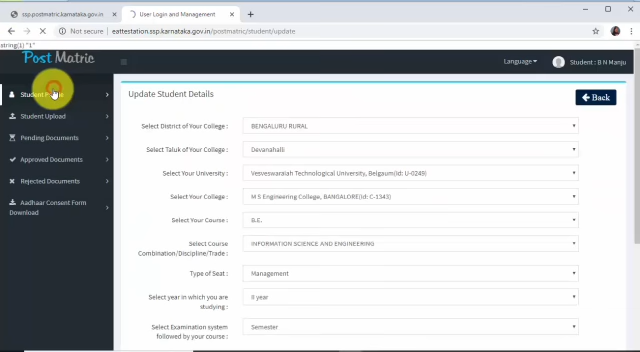 ssp.postmatric.karnataka.gov.in
User Login and Management
Not secure | eattestation.ssp.karnataka.gov.in/postmatric/student/update
string(1) "1"
Post Matric
Language
Student : B N Manju
Student Profile
Student Upload
Pending Documents
Approved Documents
Rejected Documents
Aadhaar Consent Form
Download
Update Student Details
Back
Select District of Your College :
BENGALURU RURAL
Select Taluk of Your College :
Devanahalli
Select Your University :
Vesveswaraiah Technological University, Belgaum(Id: U-0249)
Select Your College :
M S Engineering College, BANGALORE(Id: C-1343)
Select Your Course :
B.E.
Select Course
Combination/Discipline/Trade :
INFORMATION SCIENCE AND ENGINEERING
Type of Seat :
Management
Select year in which you are
studying :
II year
Select Examination system
followed by your course :
Semester